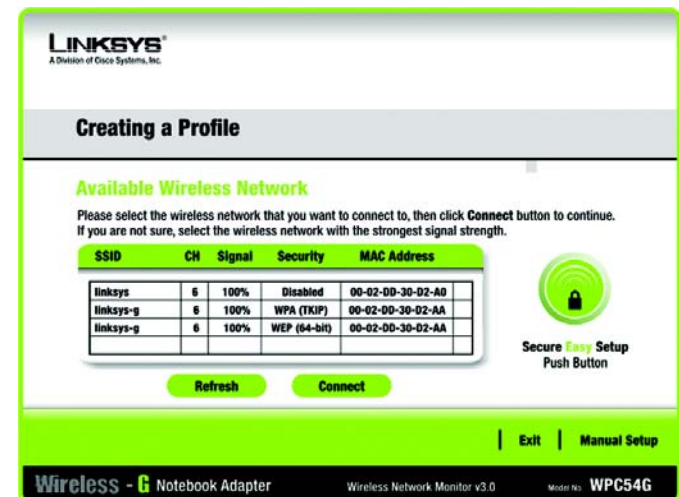 LINKSYS®
A Division of Cisco Systems, Inc.
Creating a Profile
Available Wireless Network
Please select the wireless network that you want to connect to, then click Connect button to continue.
If you are not sure, select the wireless network with the strongest signal strength.
SSID CH Signal Security MAC Address
linksys 6 100% Disabled 00-02-DD-30-D2-A0
linksys-g 6 100% WPA (TKIP) 00-02-DD-30-D2-AA
linksys-g 6 100% WEP (64-bit) 00-02-DD-30-D2-AA
Secure Easy Setup
Push Button
Refresh Connect
Exit Manual Setup
Wireless - G Notebook Adapter Wireless Network Monitor v3.0 Model No. WPC54G